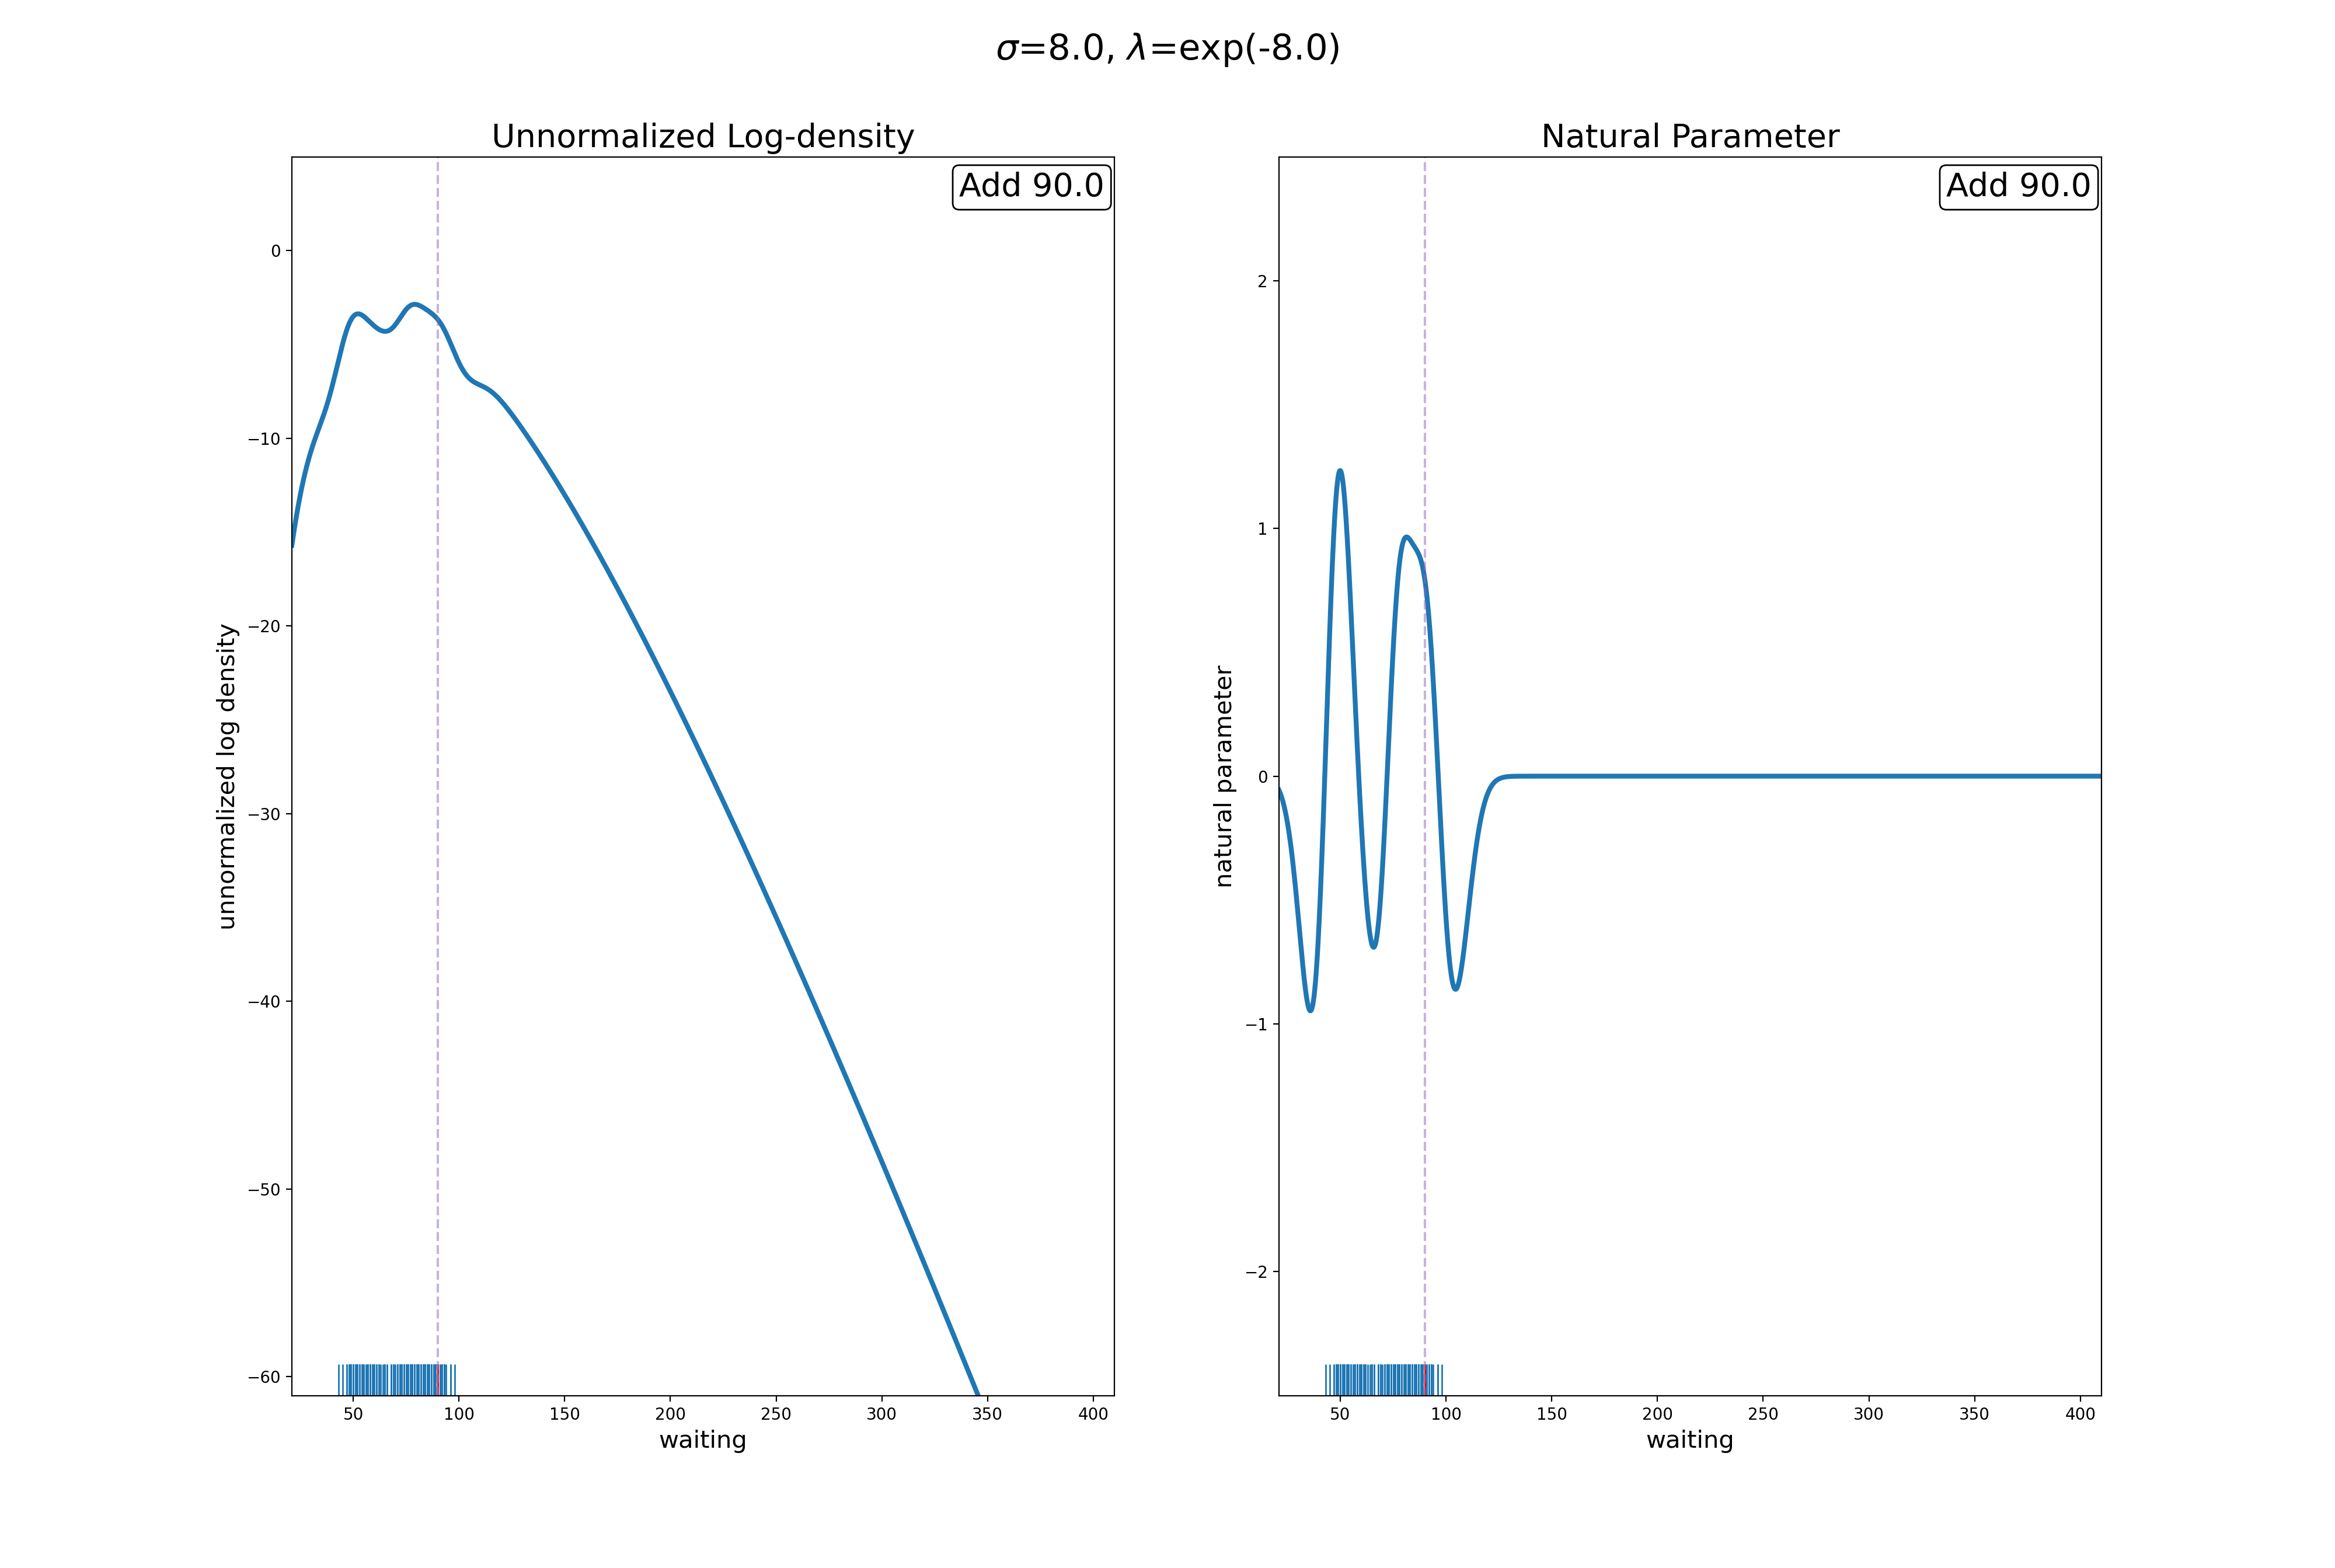 σ=8.0, λ=exp(-8.0)
Unnormalized Log-density
Add 90.0
unnormalized log density
0
−10
−20
−30
−40
−50
−60
50 100 150 200 250 300 350 400
waiting
Natural Parameter
Add 90.0
natural parameter
2
1
0
−1
−2
50 100 150 200 250 300 350 400
waiting